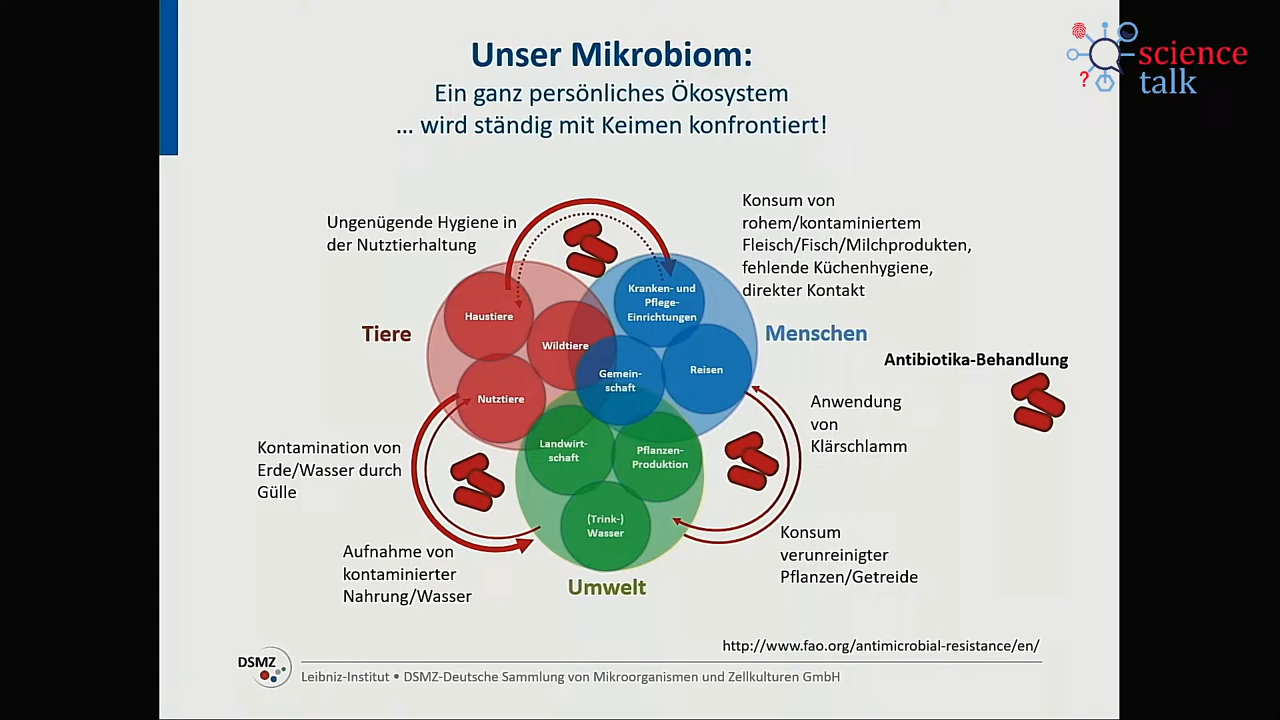 Unser Mikrobiom:
Ein ganz persönliches Ökosystem
... wird ständig mit Keimen konfrontiert!
science
talk
?
Ungenügende Hygiene in
der Nutztierhaltung
Konsum von
rohem/kontaminiertem
Fleisch/Fisch/Milchprodukten,
fehlende Küchenhygiene,
direkter Kontakt
Tiere
Haustiere
Wildtiere
Nutztiere
Kranken- und
Pflege-
Einrichtungen
Gemein-
schaft
Reisen
Menschen
Antibiotika-Behandlung
Anwendung
von
Klärschlamm
Kontamination von
Erde/Wasser durch
Gülle
Landwirt-
schaft
Pflanzen-
Produktion
(Trink-)
Wasser
Aufnahme von
kontaminierter
Nahrung/Wasser
Konsum
verunreinigter
Pflanzen/Getreide
Umwelt
http://www.fao.org/antimicrobial-resistance/en/
DSMZ
Leibniz-Institut • DSMZ-Deutsche Sammlung von Mikroorganismen und Zellkulturen GmbH